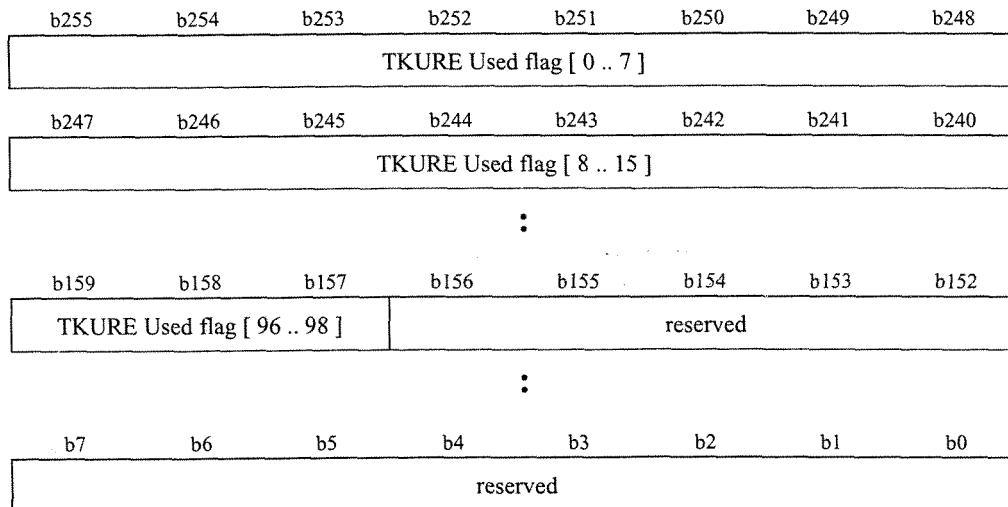 b255 b254 b253 b252 b251 b250 b249 b248
TKURE Used flag [ 0 .. 7 ]
b247 b246 b245 b244 b243 b242 b241 b240
TKURE Used flag [ 8 .. 15 ]
:
b159 b158 b157 b156 b155 b154 b153 b152
TKURE Used flag [ 96 .. 98 ] reserved
:
b7 b6 b5 b4 b3 b2 b1 b0
reserved